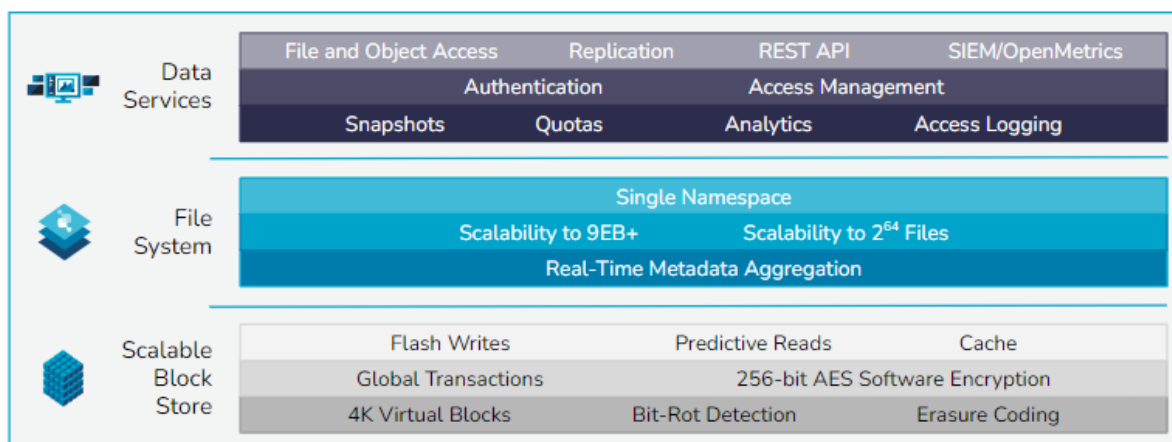 Data
Services
File and Object Access Replication REST API SIEM/OpenMetrics
Authentication Access Management
Snapshots Quotas Analytics Access Logging
File
System
Single Namespace
Scalability to 9EB+ Scalability to 2⁶⁴ Files
Real-Time Metadata Aggregation
Scalable
Block
Store
Flash Writes Predictive Reads Cache
Global Transactions 256-bit AES Software Encryption
4K Virtual Blocks Bit-Rot Detection Erasure Coding